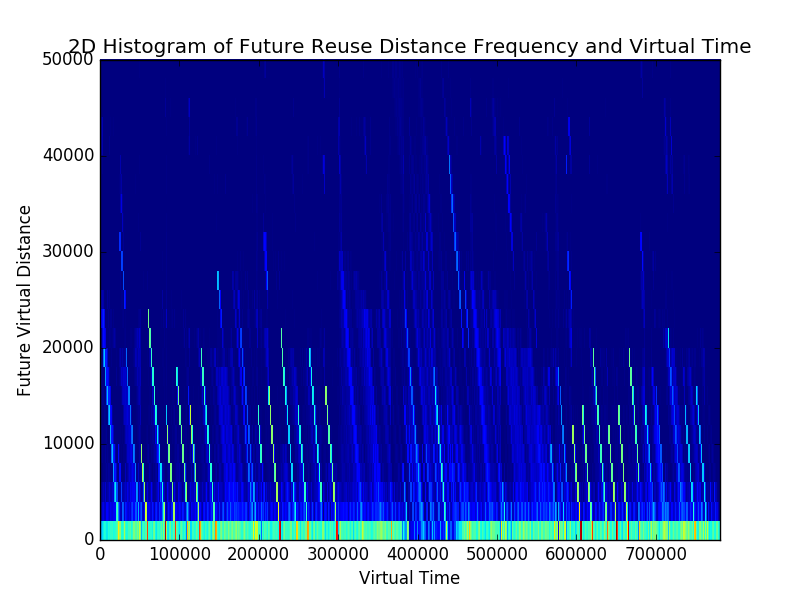 2D Histogram of Future Reuse Distance Frequency and Virtual Time
50000
40000
30000
20000
10000
0
Future Virtual Distance
0 100000 200000 300000 400000 500000 600000 700000
Virtual Time